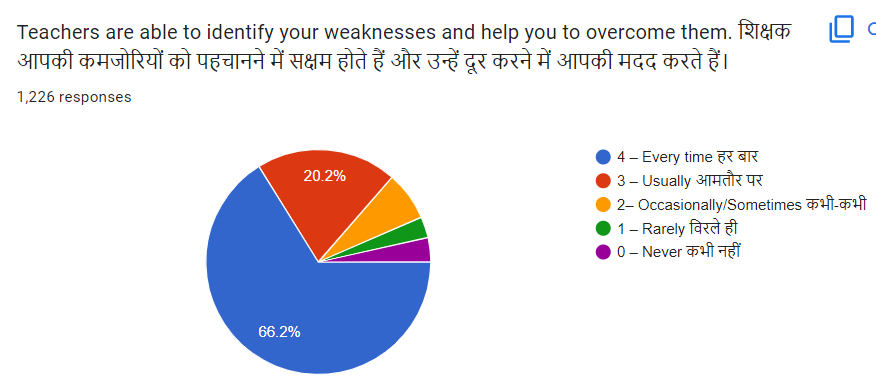 Teachers are able to identify your weaknesses and help you to overcome them. शिक्षक
आपकी कमजोरियों को पहचानने में सक्षम होते हैं और उन्हें दूर करने में आपकी मदद करते हैं।
1,226 responses
20.2%
66.2%
4 – Every time हर बार
3 – Usually आमतौर पर
2– Occasionally/Sometimes कभी-कभी
1 – Rarely विरले ही
0 – Never कभी नहीं